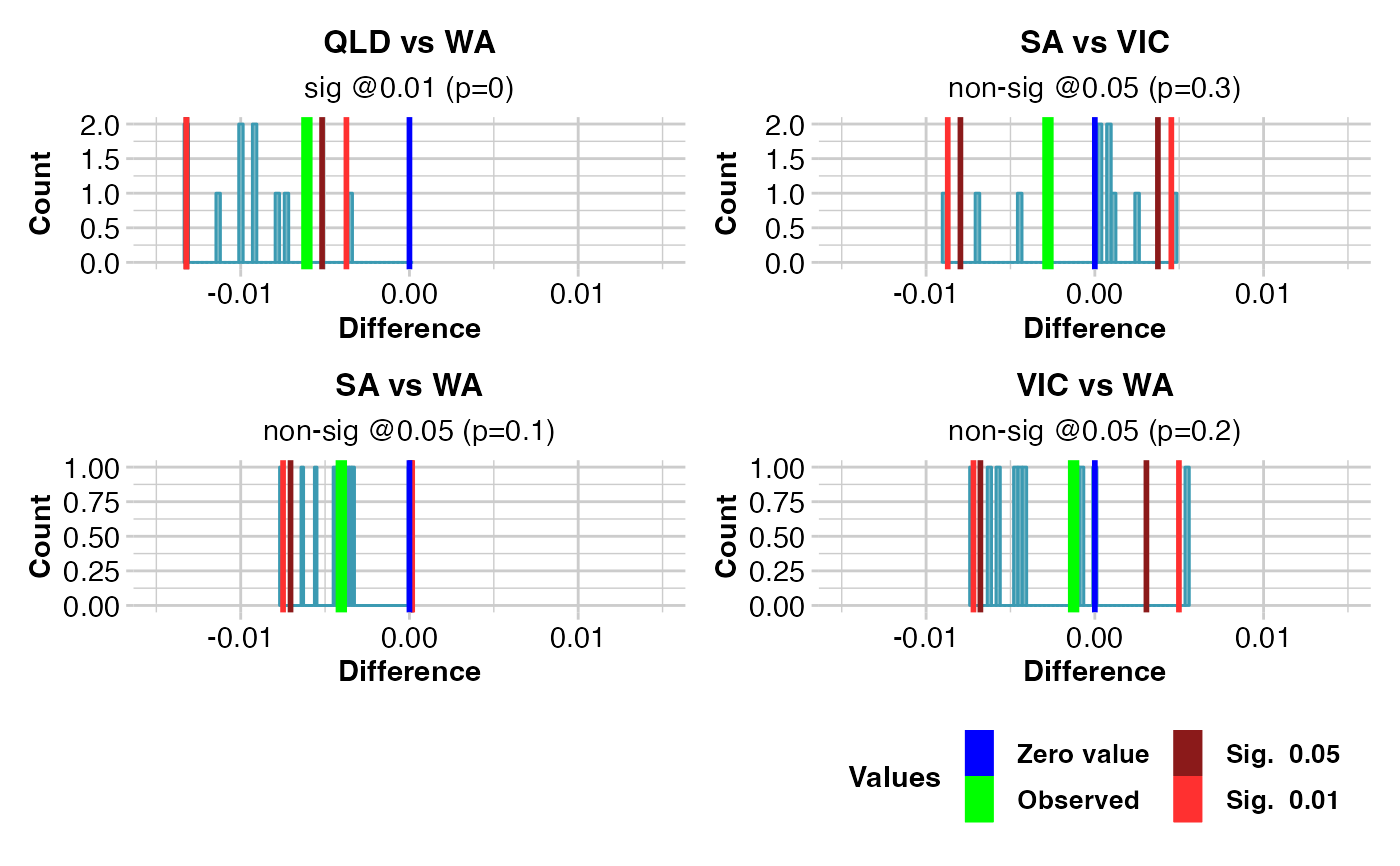 QLD vs WA
sig @0.01 (p=0)
2.0
1.5
1.0
0.5
0.0
Count
-0.01
0.00
0.01
Difference
SA vs VIC
non-sig @0.05 (p=0.3)
2.0
1.5
1.0
0.5
0.0
Count
-0.01
0.00
0.01
Difference
SA vs WA
non-sig @0.05 (p=0.1)
1.00
0.75
0.50
0.25
0.00
Count
-0.01
0.00
0.01
Difference
VIC vs WA
non-sig @0.05 (p=0.2)
1.00
0.75
0.50
0.25
0.00
Count
-0.01
0.00
0.01
Difference
Values
Zero value
Observed
Sig. 0.05
Sig. 0.01